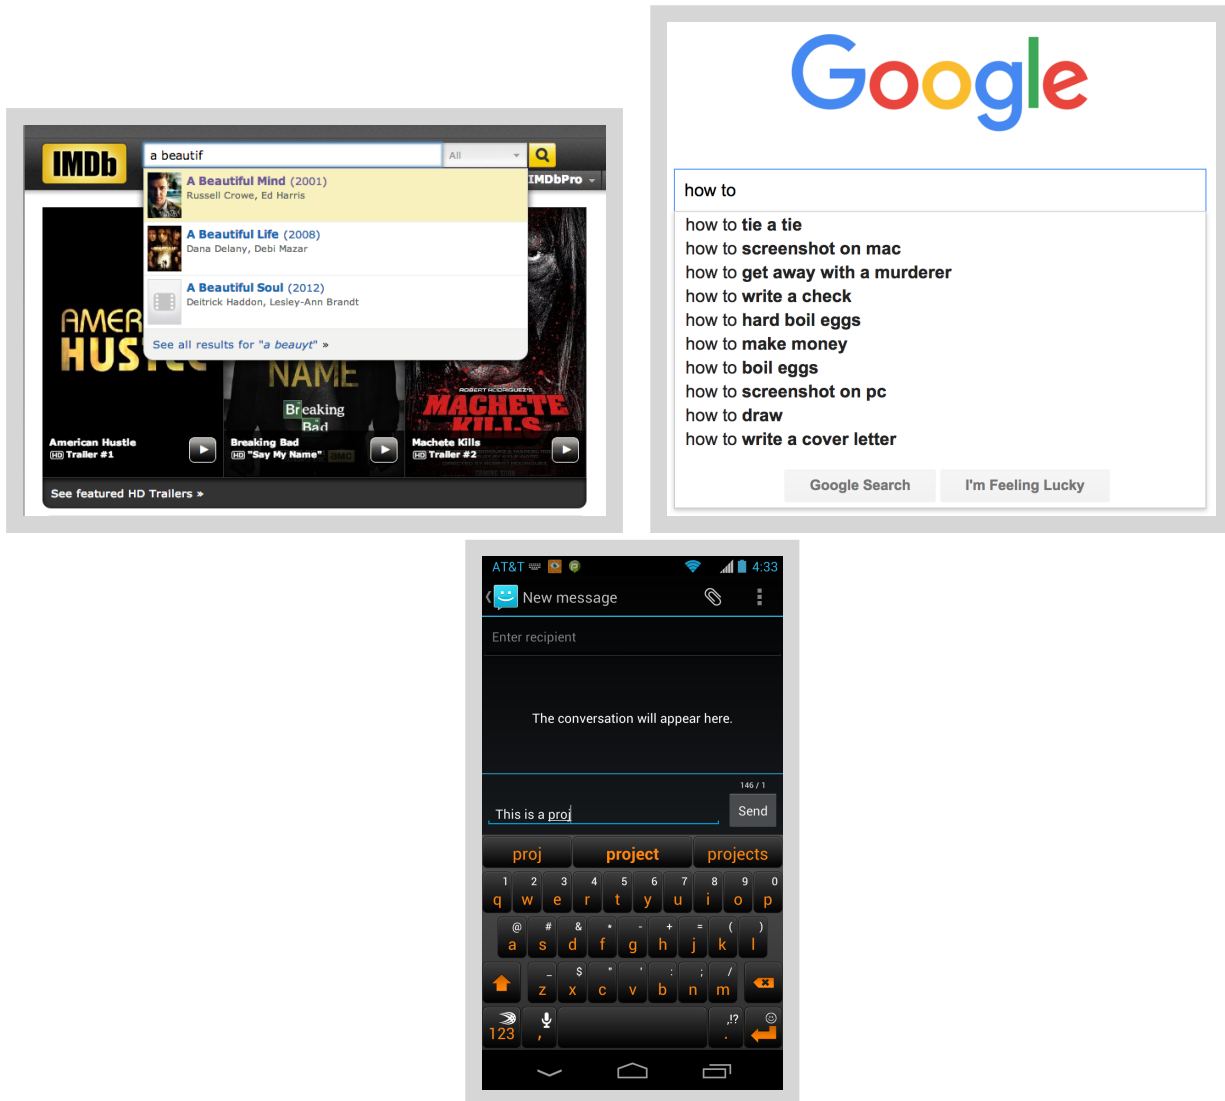 IMDb
a beautif
All
IMDbPro
A Beautiful Mind (2001)
Russell Crowe, Ed Harris
A Beautiful Life (2008)
Dana Delany, Debi Mazar
A Beautiful Soul (2012)
Deitrick Haddon, Lesley-Ann Brandt
See all results for "a beauyt" »
AMER
HUS
NAME
Breaking
Bad
ROBERT RODRIGUEZ'S
MACHETE
KILLS
American Hustle
HD Trailer #1
Breaking Bad
HD "Say My Name"
amc
Machete Kills
HD Trailer #2
See featured HD Trailers »
Google
how to
how to tie a tie
how to screenshot on mac
how to get away with a murderer
how to write a check
how to hard boil eggs
how to make money
how to boil eggs
how to screenshot on pc
how to draw
how to write a cover letter
Google Search
I'm Feeling Lucky
AT&T 4:33
New message
Enter recipient
The conversation will appear here.
146 / 1
This is a proj
Send
proj project projects
1 2 3 4 5 6 7 8 9 0
q w e r t y u i o p
@ # & * - + = ( )
a s d f g h j k l
_ $ " ' : ; /
z x c v b n m
,!?
123 , .